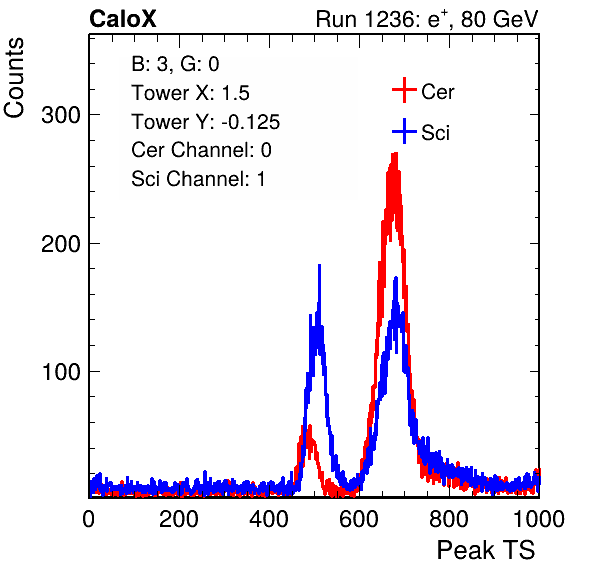 CaloX
Run 1236: e+, 80 GeV
Counts
B: 3, G: 0
Tower X: 1.5
Tower Y: -0.125
Cer Channel: 0
Sci Channel: 1
Cer
Sci
300
200
100
0 200 400 600 800 1000
Peak TS